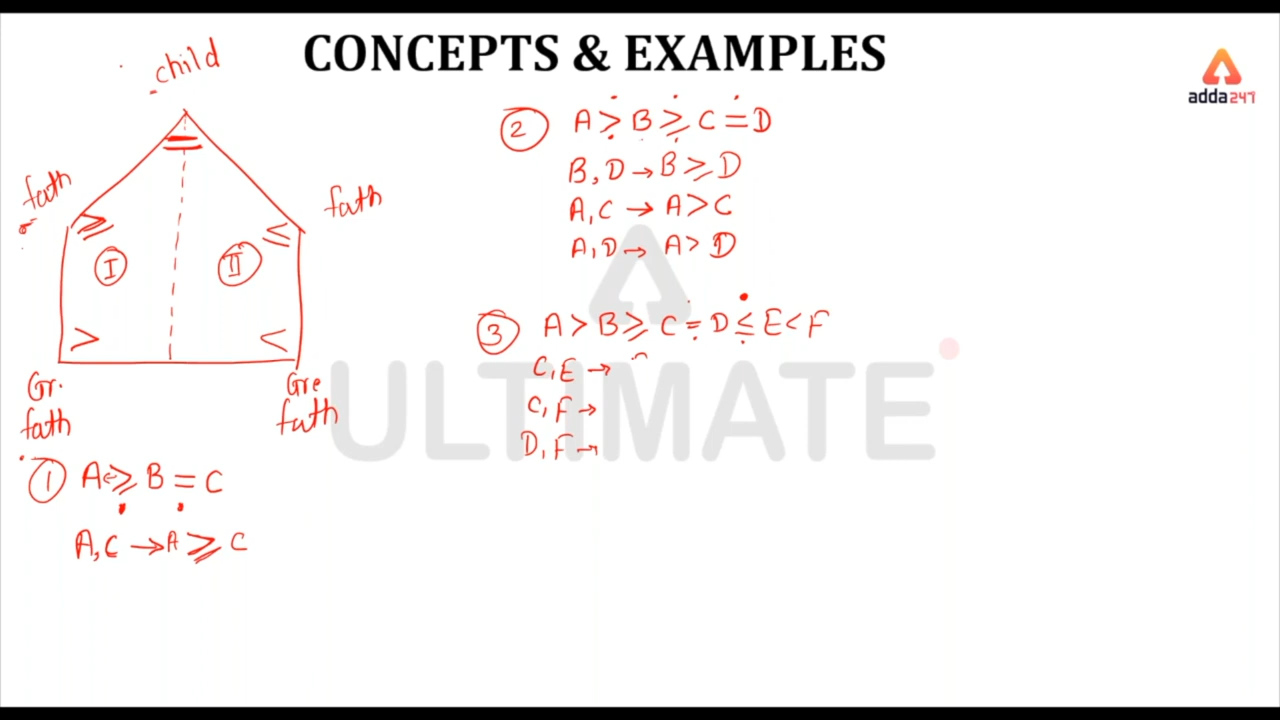 CONCEPTS & EXAMPLES
adda247
child
fath
fath
≥ ≤
I II
> <
Gr. fath
Gre fath
① A ≥ B = C
A, C → A ≥ C
② A > B ≥ C = D
B, D → B ≥ D
A, C → A > C
A, D → A > D
③ A > B ≥ C = D ≤ E < F
C, E →
C, F →
D, F →
ULTIMATE